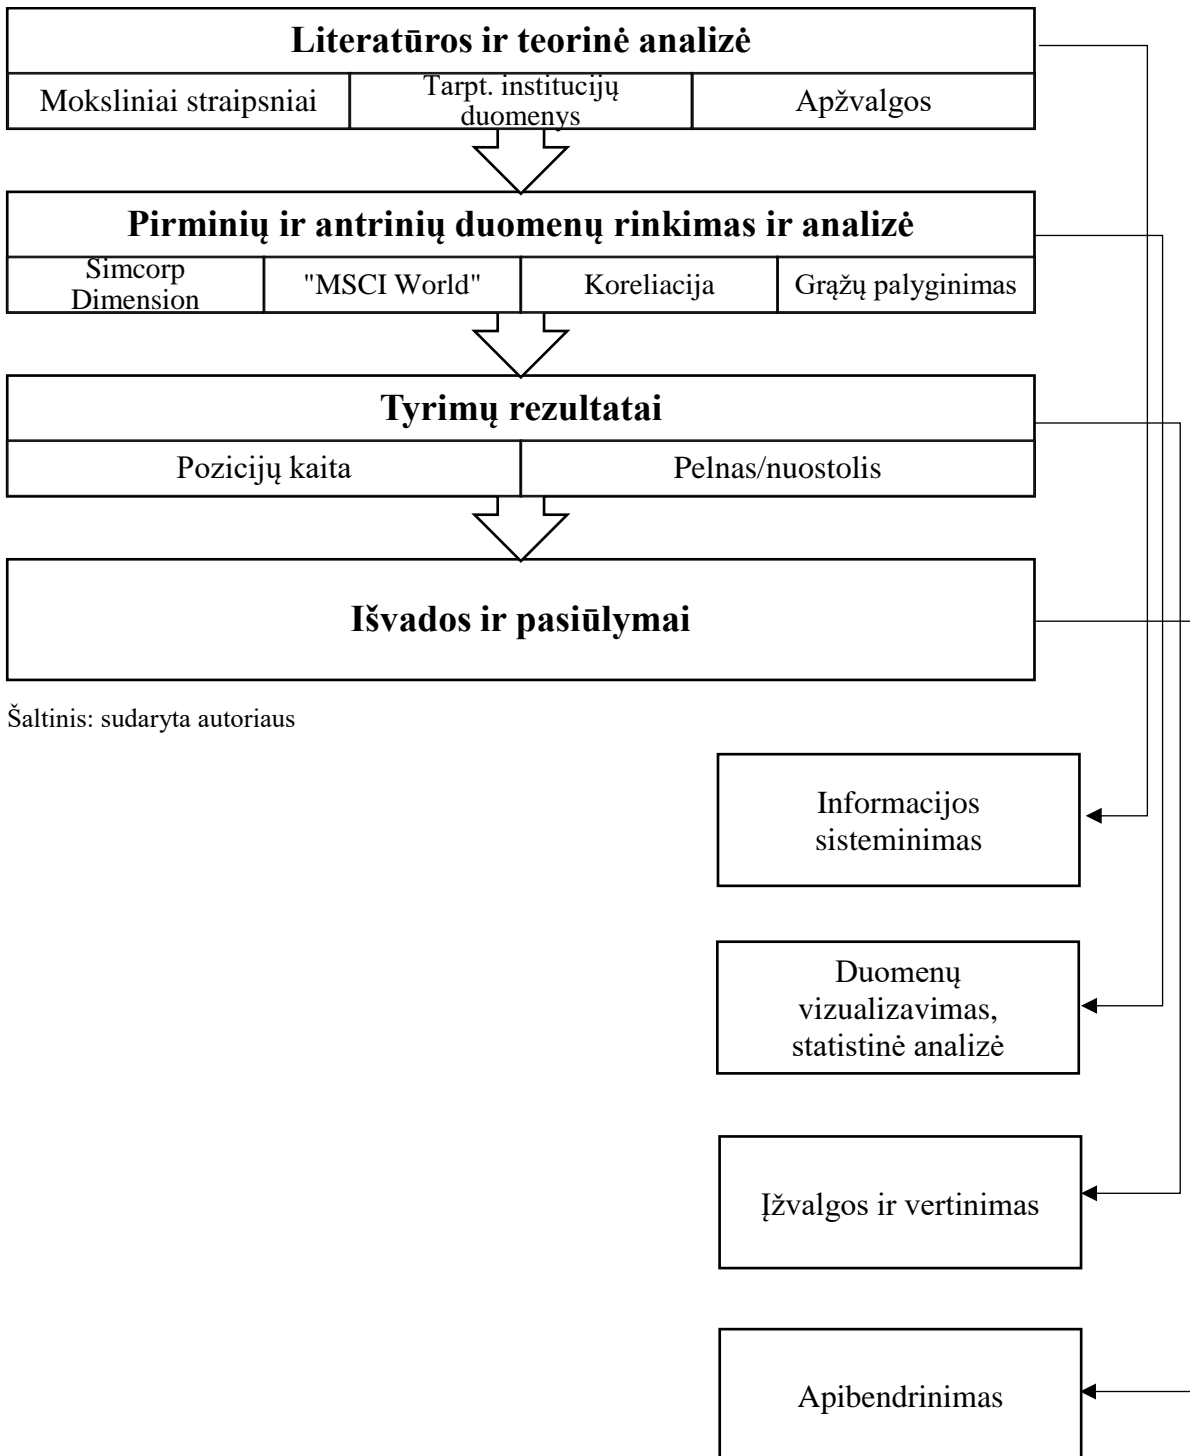 Literatūros ir teorinė analizė
Moksliniai straipsniai
Tarpt. institucijų
duomenys
Apžvalgos
Pirminių ir antrinių duomenų rinkimas ir analizė
Simcorp
Dimension
"MSCI World"
Koreliacija
Grąžų palyginimas
Tyrimų rezultatai
Pozicijų kaita
Pelnas/nuostolis
Išvados ir pasiūlymai
Šaltinis: sudaryta autoriaus
Informacijos
sisteminimas
Duomenų
vizualizavimas,
statistinė analizė
Įžvalgos ir vertinimas
Apibendrinimas